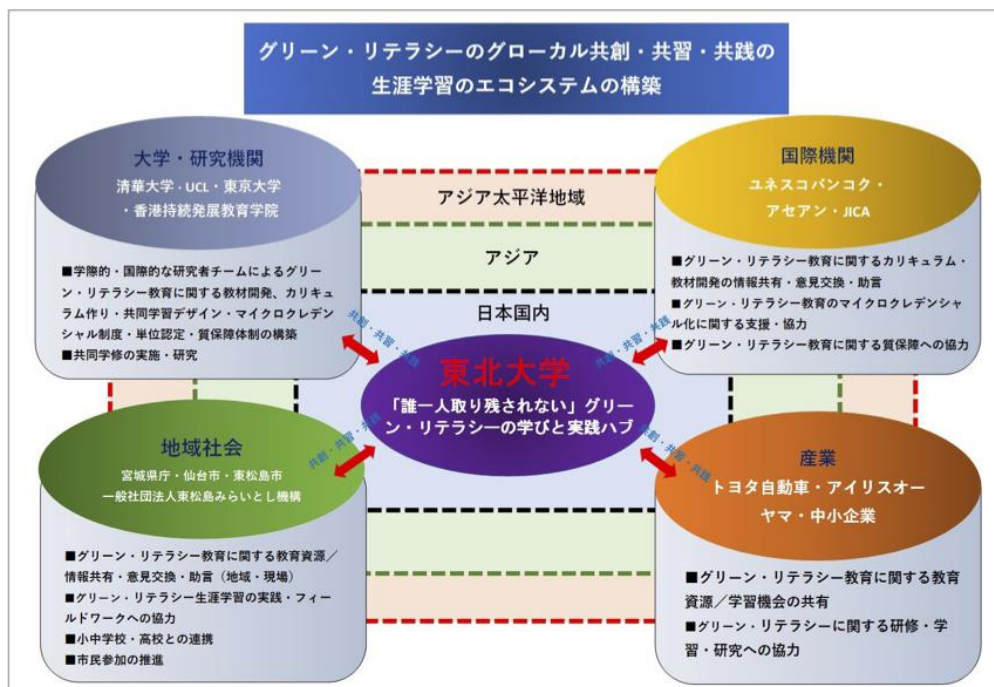 グリーン・リテラシーのグローカル共創・共習・共践の
生涯学習のエコシステムの構築
大学・研究機関
清華大学・UCL・東京大学
・香港持続発展教育学院
■学際的・国際的な研究者チームによるグリー
ン・リテラシー教育に関する教材開発、カリキュ
ラム作り・共同学習デザイン・マイクロクレデン
シャル制度・単位認定・質保障体制の構築
■共同学修の実施・研究
国際機関
ユネスコバンコク・
アセアン・JICA
■グリーン・リテラシー教育に関するカリキュラム・
教材開発の情報共有・意見交換・助言
■グリーン・リテラシー教育のマイクロクレデンシャ
ル化に関する支援・協力
■グリーン・リテラシー教育に関する質保障への協力
アジア太平洋地域
アジア
日本国内
共創・共習・共践
共創・共習・共践
東北大学
「誰一人取り残されない」グリー
ン・リテラシーの学びと実践ハブ
共創・共習・共践
共創・共習・共践
地域社会
宮城県庁・仙台市・東松島市
一般社団法人東松島みらいとし機構
■グリーン・リテラシー教育に関する教育資源／
情報共有・意見交換・助言（地域・現場）
■グリーン・リテラシー生涯学習の実践・フィー
ルドワークへの協力
■小中学校・高校との連携
■市民参加の推進
産業
トヨタ自動車・アイリスオー
ヤマ・中小企業
■グリーン・リテラシー教育に関する教育
資源／学習機会の共有
■グリーン・リテラシーに関する研修・学
習・研究への協力